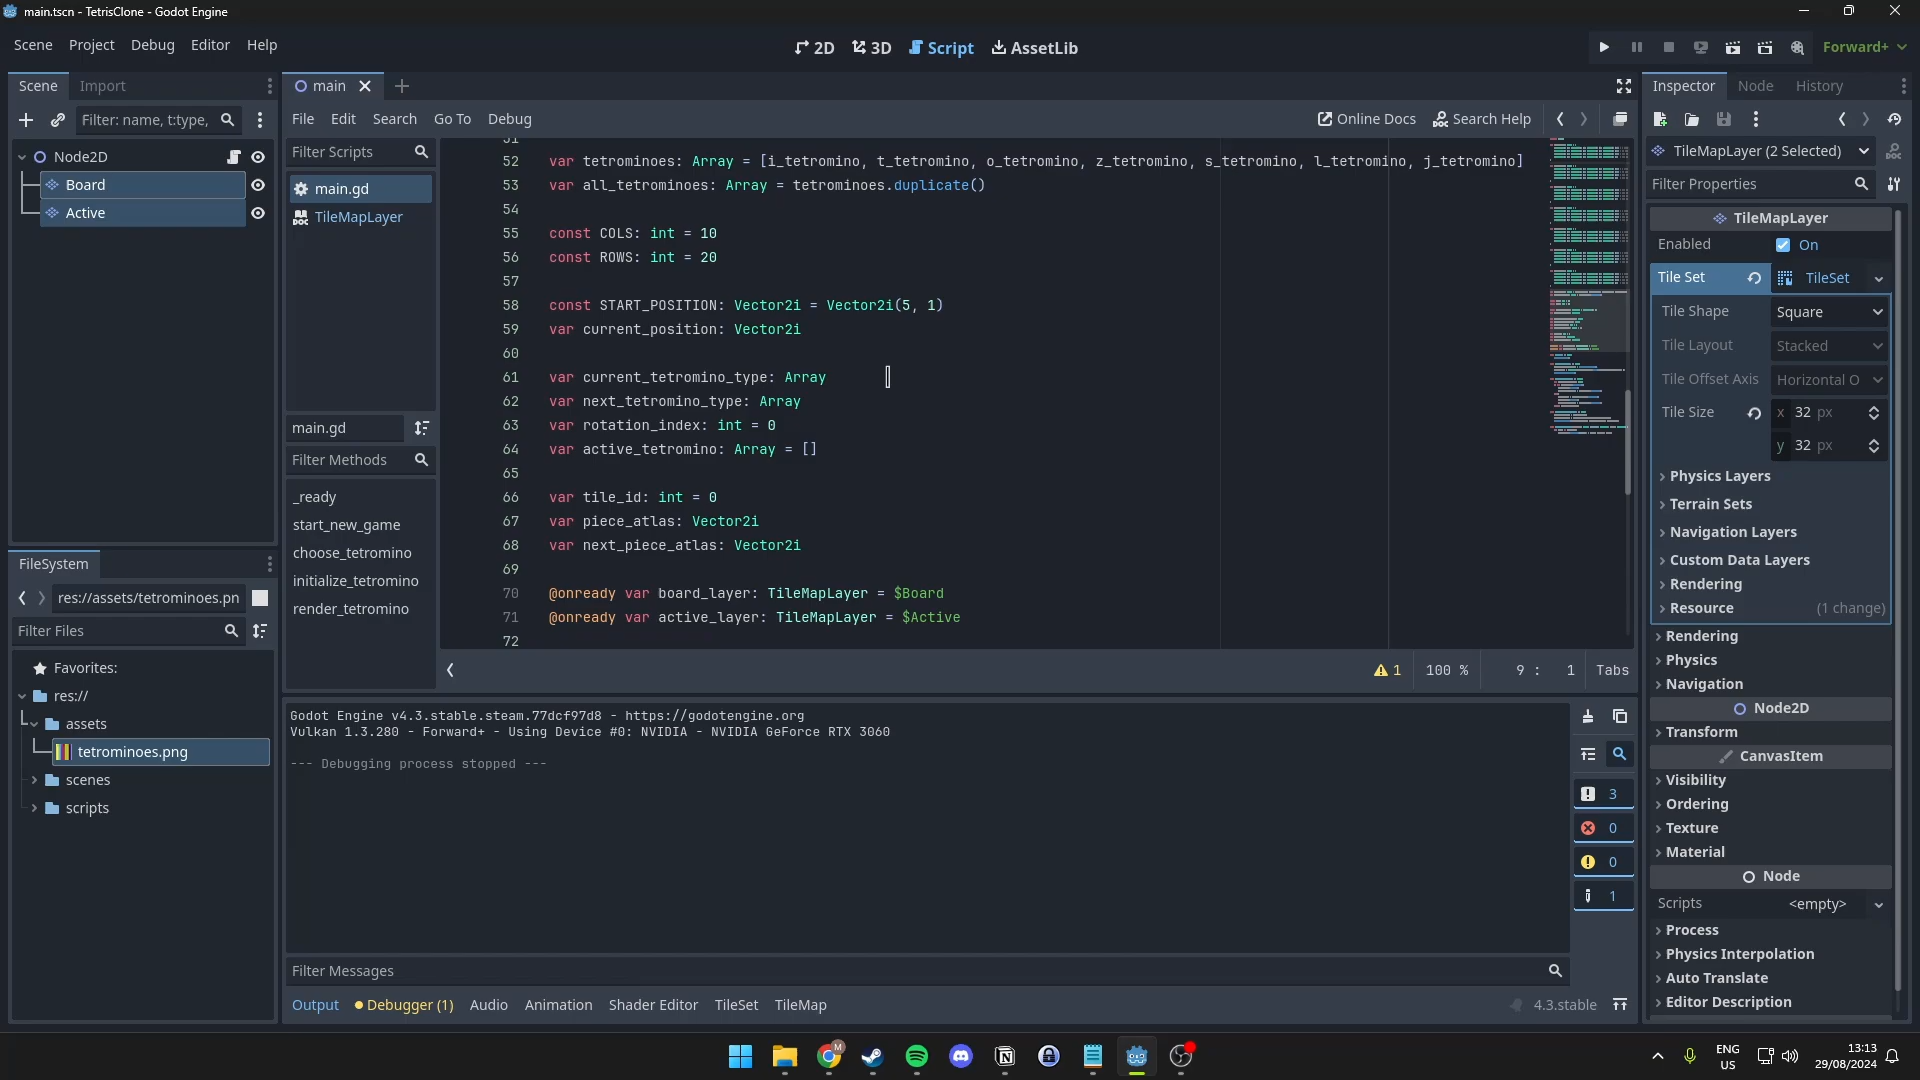 main.tscn - TetrisClone - Godot Engine
Scene Project Debug Editor Help
2D 3D Script AssetLib
Forward+
Scene Import
main
Inspector Node History
Filter: name, t:type,
File Edit Search Go To Debug
Online Docs Search Help
Node2D
Board
Active
Filter Scripts
main.gd
TileMapLayer
main.gd
Filter Methods
_ready
start_new_game
choose_tetromino
initialize_tetromino
render_tetromino
51
52 var tetrominoes: Array = [i_tetromino, t_tetromino, o_tetromino, z_tetromino, s_tetromino, l_tetromino, j_tetromino]
53 var all_tetrominoes: Array = tetrominoes.duplicate()
54
55 const COLS: int = 10
56 const ROWS: int = 20
57
58 const START_POSITION: Vector2i = Vector2i(5, 1)
59 var current_position: Vector2i
60
61 var current_tetromino_type: Array
62 var next_tetromino_type: Array
63 var rotation_index: int = 0
64 var active_tetromino: Array = []
65
66 var tile_id: int = 0
67 var piece_atlas: Vector2i
68 var next_piece_atlas: Vector2i
69
70 @onready var board_layer: TileMapLayer = $Board
71 @onready var active_layer: TileMapLayer = $Active
72
1 100 % 9 : 1 Tabs
FileSystem
res://assets/tetrominoes.pn
Filter Files
Favorites:
res://
assets
tetrominoes.png
scenes
scripts
Godot Engine v4.3.stable.steam.77dcf97d8 - https://godotengine.org
Vulkan 1.3.280 - Forward+ - Using Device #0: NVIDIA - NVIDIA GeForce RTX 3060
--- Debugging process stopped ---
3
0
0
1
Filter Messages
Output Debugger (1) Audio Animation Shader Editor TileSet TileMap
4.3.stable
TileMapLayer (2 Selected)
Filter Properties
TileMapLayer
Enabled On
Tile Set TileSet
Tile Shape Square
Tile Layout Stacked
Tile Offset Axis Horizontal O
Tile Size x 32 px
y 32 px
Physics Layers
Terrain Sets
Navigation Layers
Custom Data Layers
Rendering
Resource (1 change)
Rendering
Physics
Navigation
Node2D
Transform
CanvasItem
Visibility
Ordering
Texture
Material
Node
Scripts <empty>
Process
Physics Interpolation
Auto Translate
Editor Description
M
ENG
US
13:13
29/08/2024